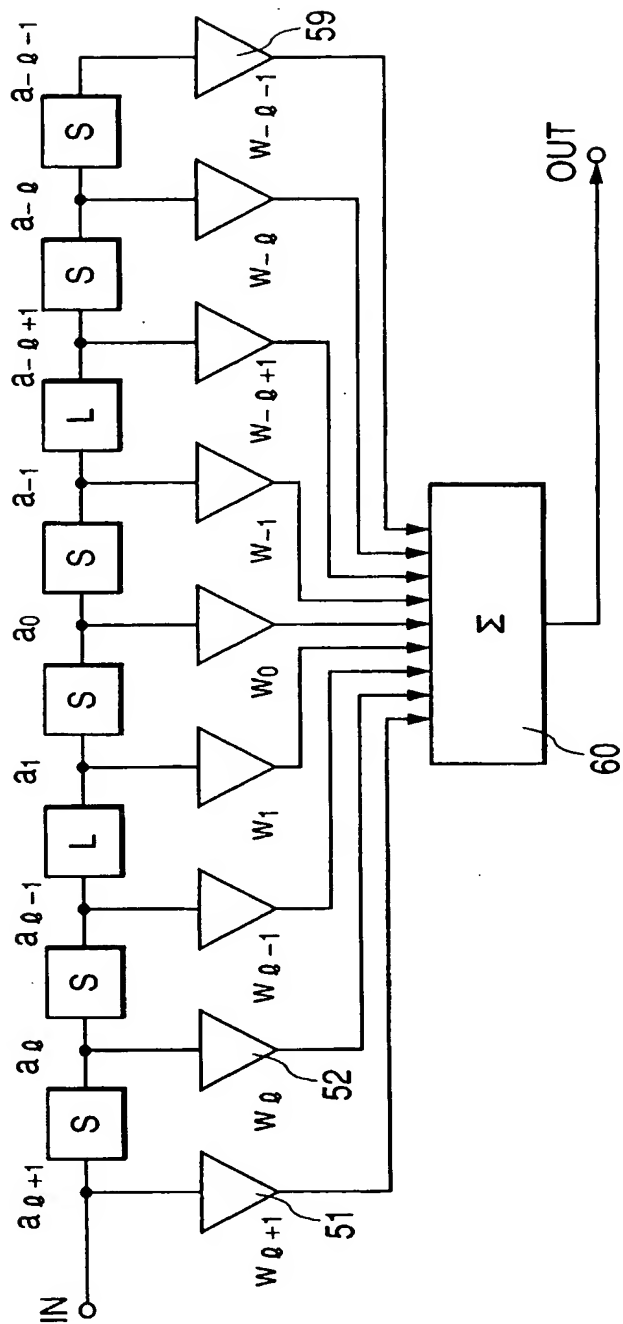 IN
OUT
aℓ+1 aℓ aℓ-1 a1 a0 a-1 a-ℓ+1 a-ℓ a-ℓ-1
S S L S S L S S
wℓ+1 wℓ wℓ-1 w1 w0 w-1 w-ℓ+1 w-ℓ w-ℓ-1
51 52 59
Σ
60